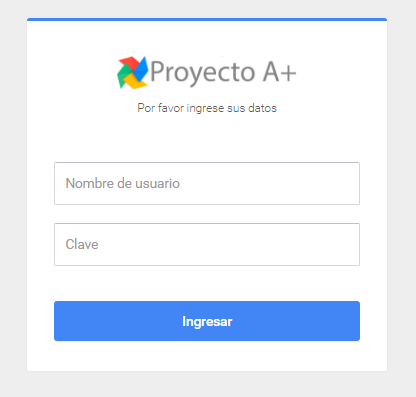 Proyecto A+
Por favor ingrese sus datos
Nombre de usuario
Clave
Ingresar